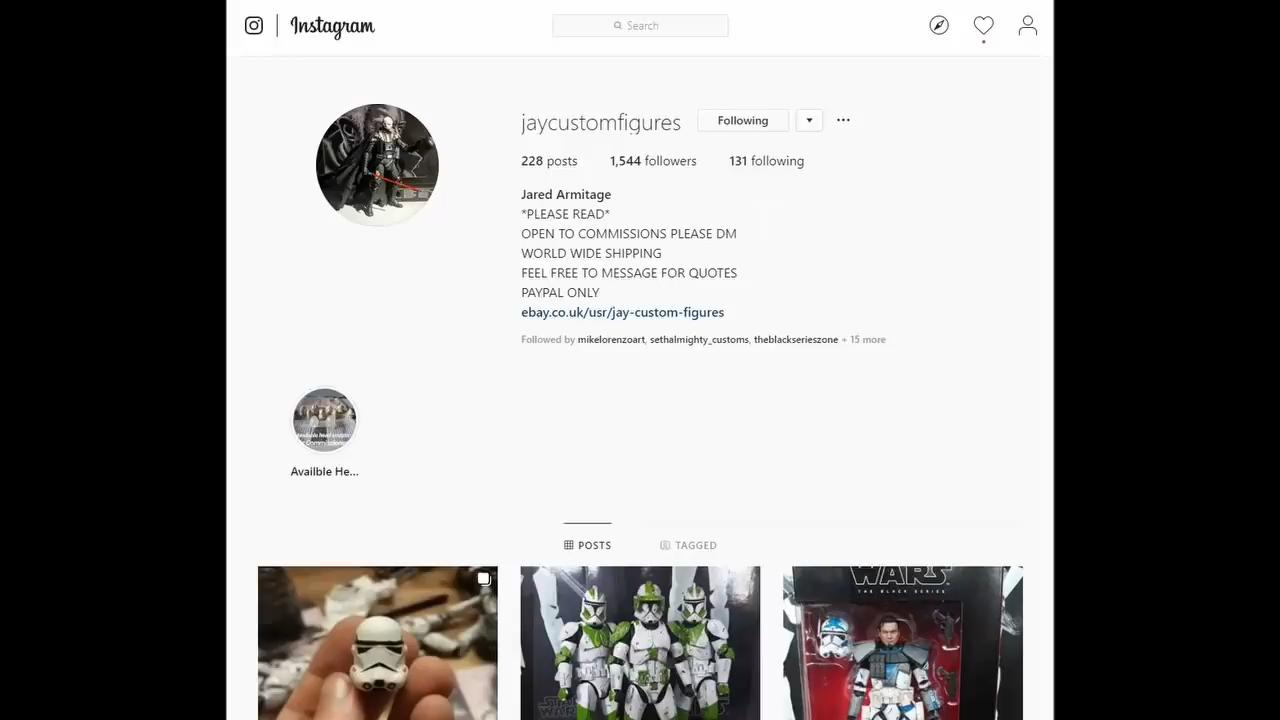 Instagram
Search
jaycustomfigures Following
228 posts 1,544 followers 131 following
Jared Armitage
*PLEASE READ*
OPEN TO COMMISSIONS PLEASE DM
WORLD WIDE SHIPPING
FEEL FREE TO MESSAGE FOR QUOTES
PAYPAL ONLY
ebay.co.uk/usr/jay-custom-figures
Followed by mikelorenzoart, sethalmighty_customs, theblackserieszone + 15 more
Availble He...
POSTS TAGGED
WARS
THE BLACK SERIES